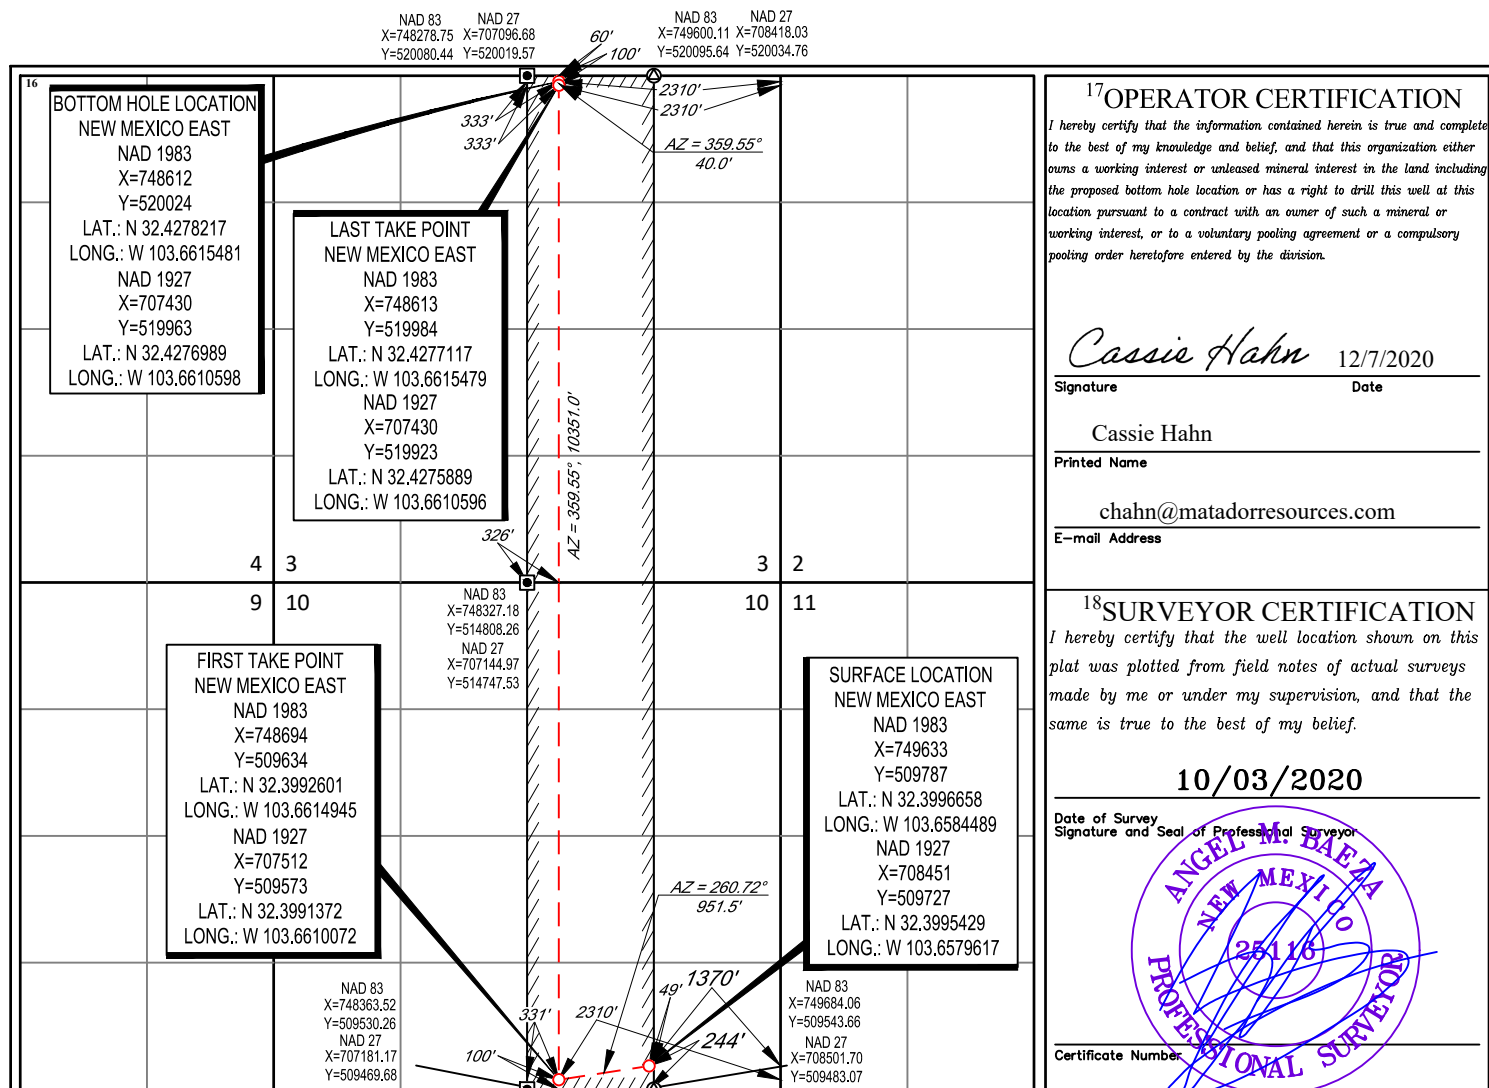 NAD 83
X=748278.75
Y=520080.44
NAD 27
X=707096.68
Y=520019.57
60'
100'
NAD 83
X=749600.11
Y=520095.64
NAD 27
X=708418.03
Y=520034.76
16
BOTTOM HOLE LOCATION
NEW MEXICO EAST
NAD 1983
X=748612
Y=520024
LAT.: N 32.4278217
LONG.: W 103.6615481
NAD 1927
X=707430
Y=519963
LAT.: N 32.4276989
LONG.: W 103.6610598
333'
333'
2310'
2310'
AZ = 359.55°
40.0'
LAST TAKE POINT
NEW MEXICO EAST
NAD 1983
X=748613
Y=519984
LAT.: N 32.4277117
LONG.: W 103.6615479
NAD 1927
X=707430
Y=519923
LAT.: N 32.4275889
LONG.: W 103.6610596
AZ = 359.55°, 10351.0'
326'
4 3
9 10
3 2
10 11
NAD 83
X=748327.18
Y=514808.26
NAD 27
X=707144.97
Y=514747.53
FIRST TAKE POINT
NEW MEXICO EAST
NAD 1983
X=748694
Y=509634
LAT.: N 32.3992601
LONG.: W 103.6614945
NAD 1927
X=707512
Y=509573
LAT.: N 32.3991372
LONG.: W 103.6610072
SURFACE LOCATION
NEW MEXICO EAST
NAD 1983
X=749633
Y=509787
LAT.: N 32.3996658
LONG.: W 103.6584489
NAD 1927
X=708451
Y=509727
LAT.: N 32.3995429
LONG.: W 103.6579617
AZ = 260.72°
951.5'
NAD 83
X=748363.52
Y=509530.26
NAD 27
X=707181.17
Y=509469.68
331'
100'
2310'
49'
1370'
244'
NAD 83
X=749684.06
Y=509543.66
NAD 27
X=708501.70
Y=509483.07
17 OPERATOR CERTIFICATION
I hereby certify that the information contained herein is true and complete
to the best of my knowledge and belief, and that this organization either
owns a working interest or unleased mineral interest in the land including
the proposed bottom hole location or has a right to drill this well at this
location pursuant to a contract with an owner of such a mineral or
working interest, or to a voluntary pooling agreement or a compulsory
pooling order heretofore entered by the division.
Cassie Hahn 12/7/2020
Signature Date
Cassie Hahn
Printed Name
chahn@matadorresources.com
E-mail Address
18 SURVEYOR CERTIFICATION
I hereby certify that the well location shown on this
plat was plotted from field notes of actual surveys
made by me or under my supervision, and that the
same is true to the best of my belief.
10/03/2020
Date of Survey
Signature and Seal of Professional Surveyor
ANGEL M. BAEZA
NEW MEXICO
25116
PROFESSIONAL SURVEYOR
Certificate Number